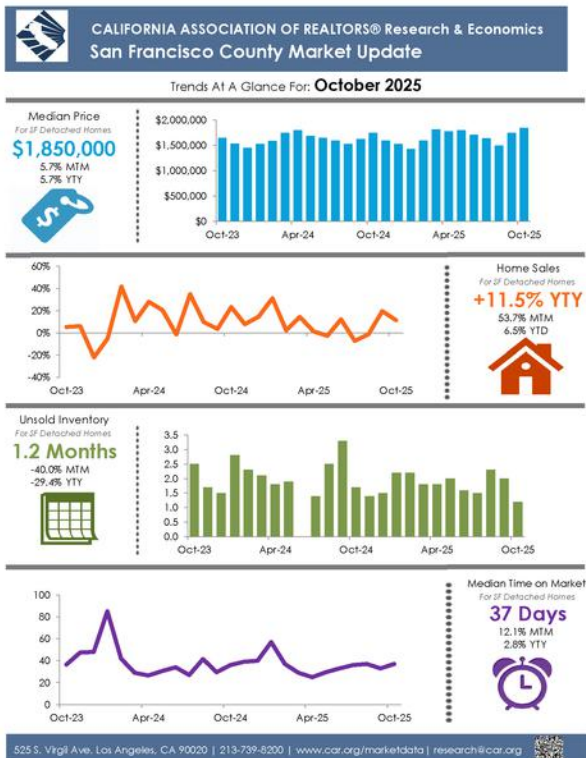 CALIFORNIA ASSOCIATION OF REALTORS® Research & Economics
San Francisco County Market Update
Trends At A Glance For: October 2025
Median Price
For SF Detached Homes
$1,850,000
5.7% MTM
5.7% YTY
$
$2,000,000
$1,500,000
$1,000,000
$500,000
$0
Oct-23 Apr-24 Oct-24 Apr-25 Oct-25
60%
40%
20%
0%
-20%
-40%
Oct-23 Apr-24 Oct-24 Apr-25 Oct-25
Home Sales
For SF Detached Homes
+11.5% YTY
53.7% MTM
6.5% YTD
Unsold Inventory
For SF Detached Homes
1.2 Months
-40.0% MTM
-29.4% YTY
3.5
3.0
2.5
2.0
1.5
1.0
0.5
0.0
Oct-23 Apr-24 Oct-24 Apr-25 Oct-25
100
80
60
40
20
0
Oct-23 Apr-24 Oct-24 Apr-25 Oct-25
Median Time on Market
For SF Detached Homes
37 Days
12.1% MTM
2.8% YTY
525 S. Virgil Ave. Los Angeles, CA 90020 | 213-739-8200 | www.car.org/marketdata | research@car.org